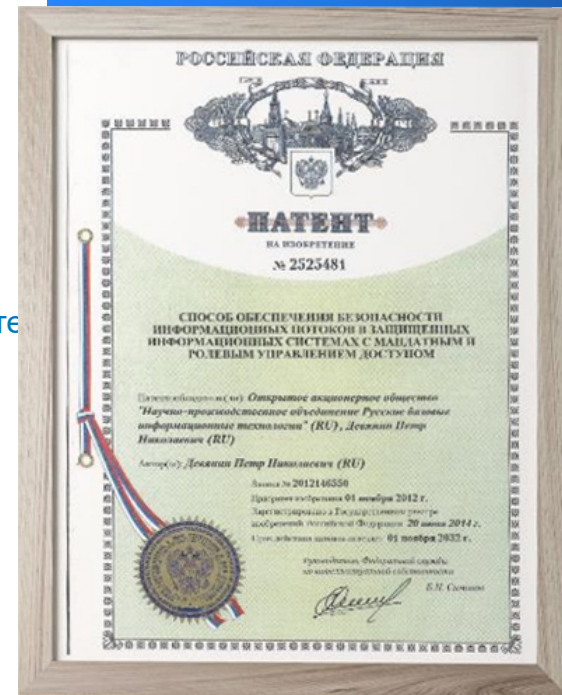 РОССИЙСКАЯ ФЕДЕРАЦИЯ
ПАТЕНТ
НА ИЗОБРЕТЕНИЕ
№ 2525481
те
СПОСОБ ОБЕСПЕЧЕНИЯ БЕЗОПАСНОСТИ
ИНФОРМАЦИОННЫХ ПОТОКОВ В ЗАЩИЩЕННЫХ
ИНФОРМАЦИОННЫХ СИСТЕМАХ С МАНДАТНЫМ И
РОЛЕВЫМ УПРАВЛЕНИЕМ ДОСТУПОМ
Патентообладатель(ли): Открытое акционерное общество
"Научно-производственное объединение Русские базовые
информационные технологии" (RU), Девянин Петр
Николаевич (RU)
Автор(ы): Девянин Петр Николаевич (RU)
Заявка № 2012146550
Приоритет изобретения 01 ноября 2012 г.
Зарегистрировано в Государственном реестре
изобретений Российской Федерации 20 июня 2014 г.
Срок действия патента истекает 01 ноября 2032 г.
Руководитель Федеральной службы
по интеллектуальной собственности
Б.П. Симонов